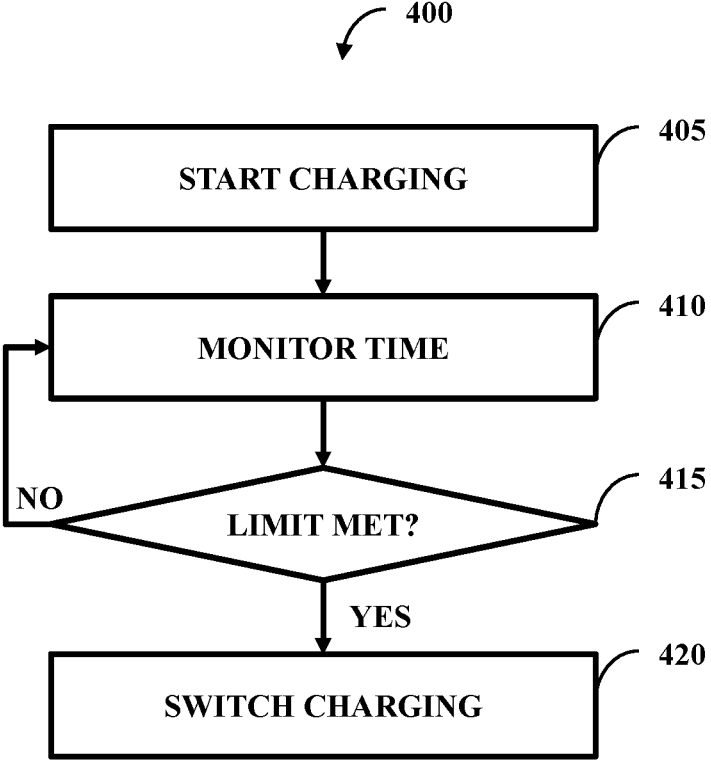 400
405
START CHARGING
410
MONITOR TIME
415
NO
LIMIT MET?
YES
420
SWITCH CHARGING